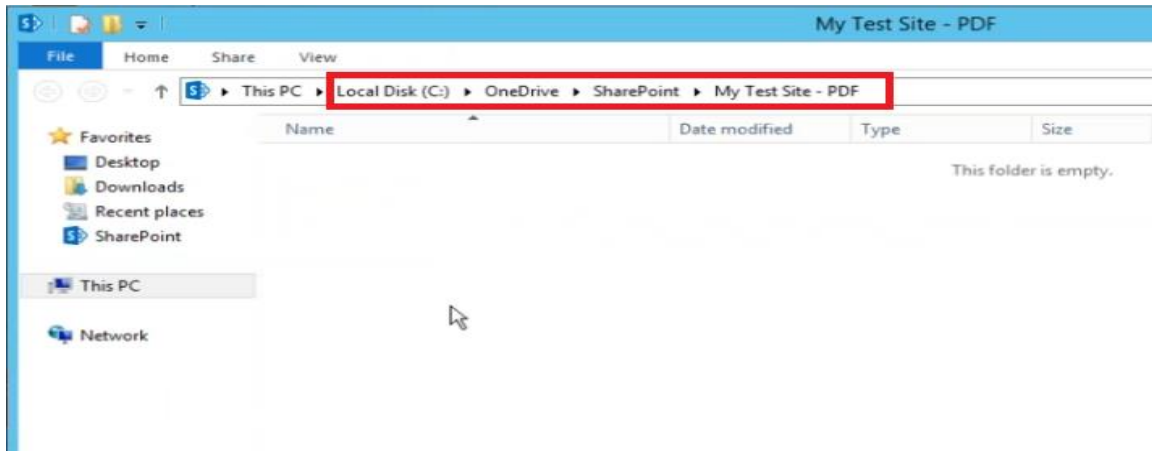 My Test Site - PDF
File Home Share View
This PC Local Disk (C:) OneDrive SharePoint My Test Site - PDF
Name Date modified Type Size
This folder is empty.
Favorites
Desktop
Downloads
Recent places
SharePoint
This PC
Network